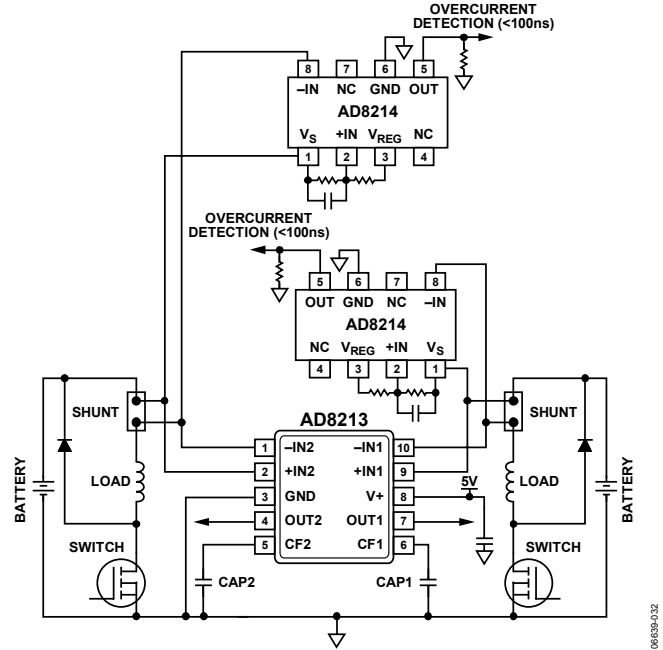 OVERCURRENT
DETECTION (<100ns)
8 7 6 5
–IN NC GND OUT
AD8214
VS +IN VREG NC
1 2 3 4
OVERCURRENT
DETECTION (<100ns)
5 6 7 8
OUT GND NC –IN
AD8214
NC VREG +IN VS
4 3 2 1
AD8213
SHUNT
SHUNT
1 –IN2 –IN1 10
2 +IN2 +IN1 9
3 GND V+ 8
4 OUT2 OUT1 7
5 CF2 CF1 6
5V
BATTERY
LOAD
SWITCH
CAP2
CAP1
LOAD
SWITCH
BATTERY
06639-032